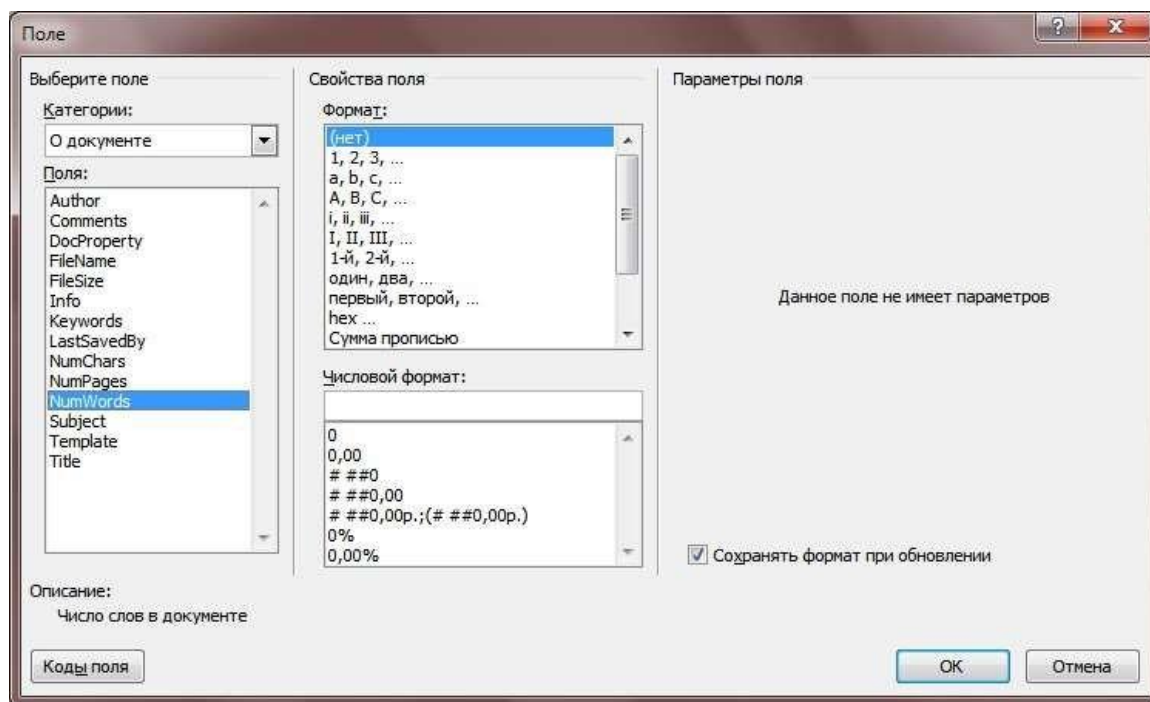 Поле
Выберите поле
Категории:
О документе
Поля:
Author
Comments
DocProperty
FileName
FileSize
Info
Keywords
LastSavedBy
NumChars
NumPages
NumWords
Subject
Template
Title
Свойства поля
Формат:
(нет)
1, 2, 3, ...
a, b, c, ...
A, B, C, ...
i, ii, iii, ...
I, II, III, ...
1-й, 2-й, ...
один, два, ...
первый, второй, ...
hex ...
Сумма прописью
Числовой формат:
0
0,00
# ##0
# ##0,00
# ##0,00р.;(# ##0,00р.)
0%
0,00%
Параметры поля
Данное поле не имеет параметров
Сохранять формат при обновлении
Описание:
Число слов в документе
Коды поля
ОК
Отмена